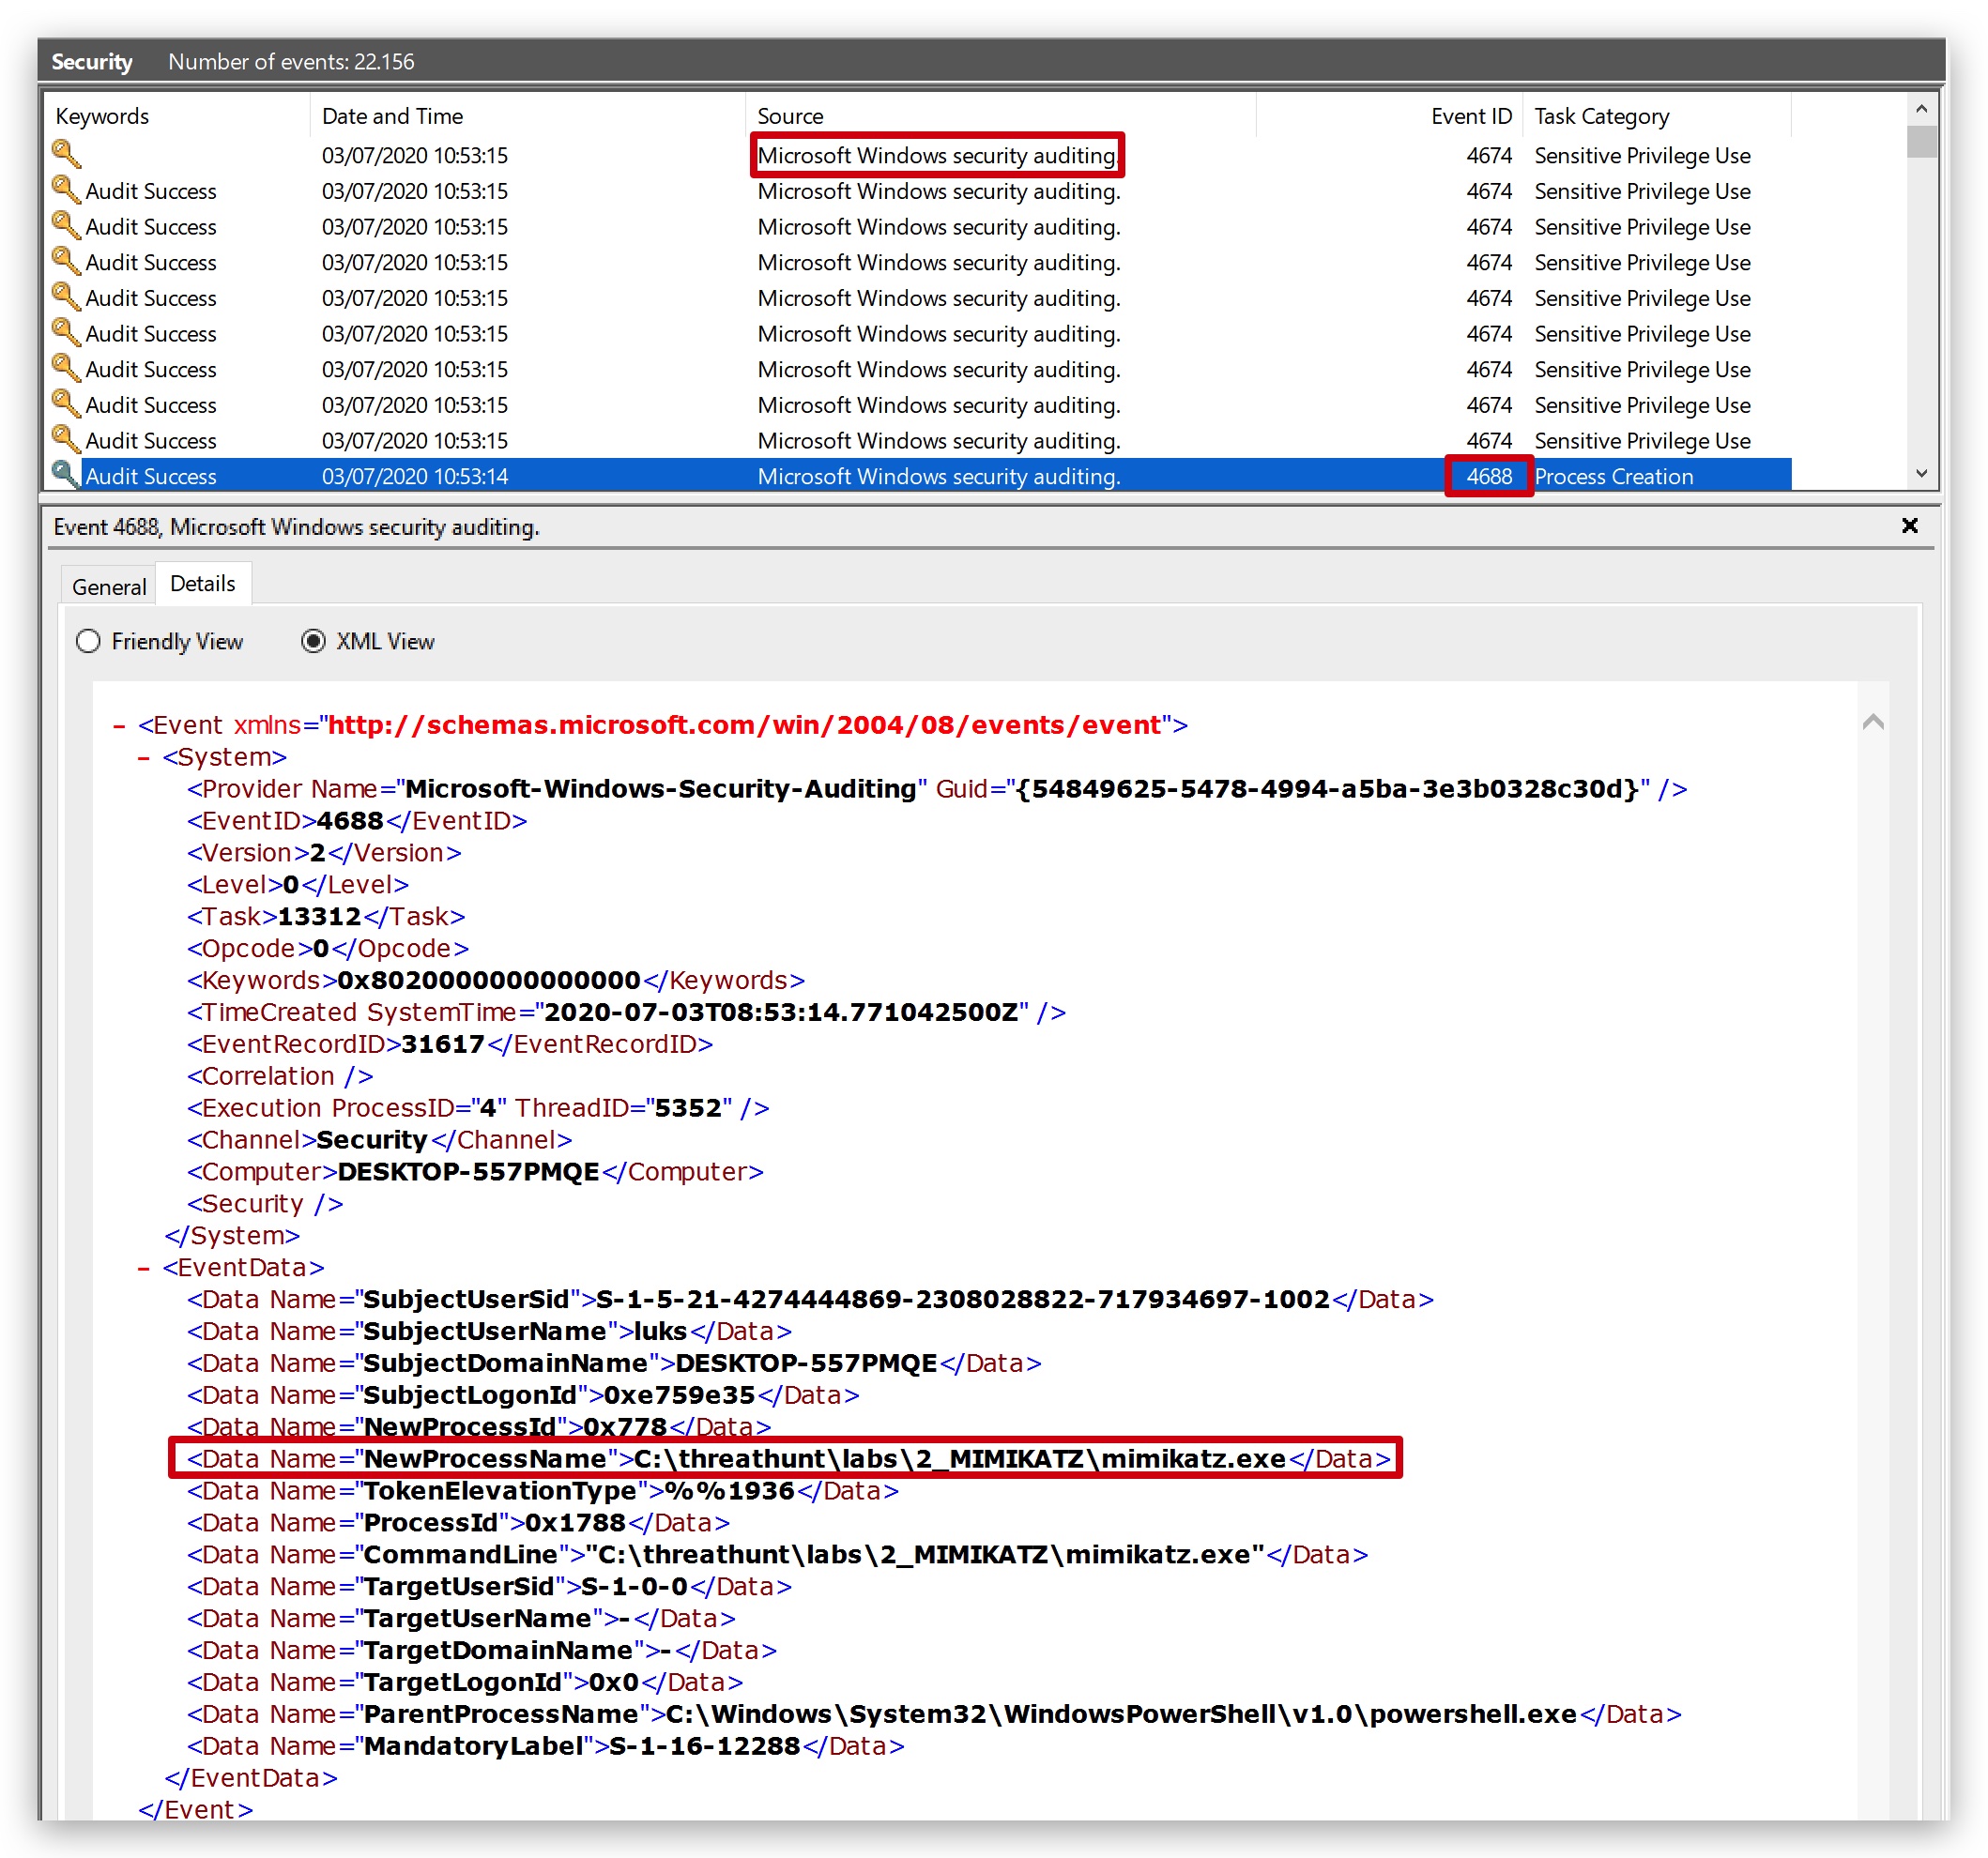 Security Number of events: 22.156
Keywords Date and Time Source Event ID Task Category
03/07/2020 10:53:15 Microsoft Windows security auditing. 4674 Sensitive Privilege Use
Audit Success 03/07/2020 10:53:15 Microsoft Windows security auditing. 4674 Sensitive Privilege Use
Audit Success 03/07/2020 10:53:15 Microsoft Windows security auditing. 4674 Sensitive Privilege Use
Audit Success 03/07/2020 10:53:15 Microsoft Windows security auditing. 4674 Sensitive Privilege Use
Audit Success 03/07/2020 10:53:15 Microsoft Windows security auditing. 4674 Sensitive Privilege Use
Audit Success 03/07/2020 10:53:15 Microsoft Windows security auditing. 4674 Sensitive Privilege Use
Audit Success 03/07/2020 10:53:15 Microsoft Windows security auditing. 4674 Sensitive Privilege Use
Audit Success 03/07/2020 10:53:15 Microsoft Windows security auditing. 4674 Sensitive Privilege Use
Audit Success 03/07/2020 10:53:15 Microsoft Windows security auditing. 4674 Sensitive Privilege Use
Audit Success 03/07/2020 10:53:14 Microsoft Windows security auditing. 4688 Process Creation
Event 4688, Microsoft Windows security auditing.
General Details
Friendly View XML View
- <Event xmlns="http://schemas.microsoft.com/win/2004/08/events/event">
- <System>
<Provider Name="Microsoft-Windows-Security-Auditing" Guid="{54849625-5478-4994-a5ba-3e3b0328c30d}" />
<EventID>4688</EventID>
<Version>2</Version>
<Level>0</Level>
<Task>13312</Task>
<Opcode>0</Opcode>
<Keywords>0x8020000000000000</Keywords>
<TimeCreated SystemTime="2020-07-03T08:53:14.771042500Z" />
<EventRecordID>31617</EventRecordID>
<Correlation />
<Execution ProcessID="4" ThreadID="5352" />
<Channel>Security</Channel>
<Computer>DESKTOP-557PMQE</Computer>
<Security />
</System>
- <EventData>
<Data Name="SubjectUserSid">S-1-5-21-4274444869-2308028822-717934697-1002</Data>
<Data Name="SubjectUserName">luks</Data>
<Data Name="SubjectDomainName">DESKTOP-557PMQE</Data>
<Data Name="SubjectLogonId">0xe759e35</Data>
<Data Name="NewProcessId">0x778</Data>
<Data Name="NewProcessName">C:\threathunt\labs\2_MIMIKATZ\mimikatz.exe</Data>
<Data Name="TokenElevationType">%%1936</Data>
<Data Name="ProcessId">0x1788</Data>
<Data Name="CommandLine">"C:\threathunt\labs\2_MIMIKATZ\mimikatz.exe"</Data>
<Data Name="TargetUserSid">S-1-0-0</Data>
<Data Name="TargetUserName">-</Data>
<Data Name="TargetDomainName">-</Data>
<Data Name="TargetLogonId">0x0</Data>
<Data Name="ParentProcessName">C:\Windows\System32\WindowsPowerShell\v1.0\powershell.exe</Data>
<Data Name="MandatoryLabel">S-1-16-12288</Data>
</EventData>
</Event>